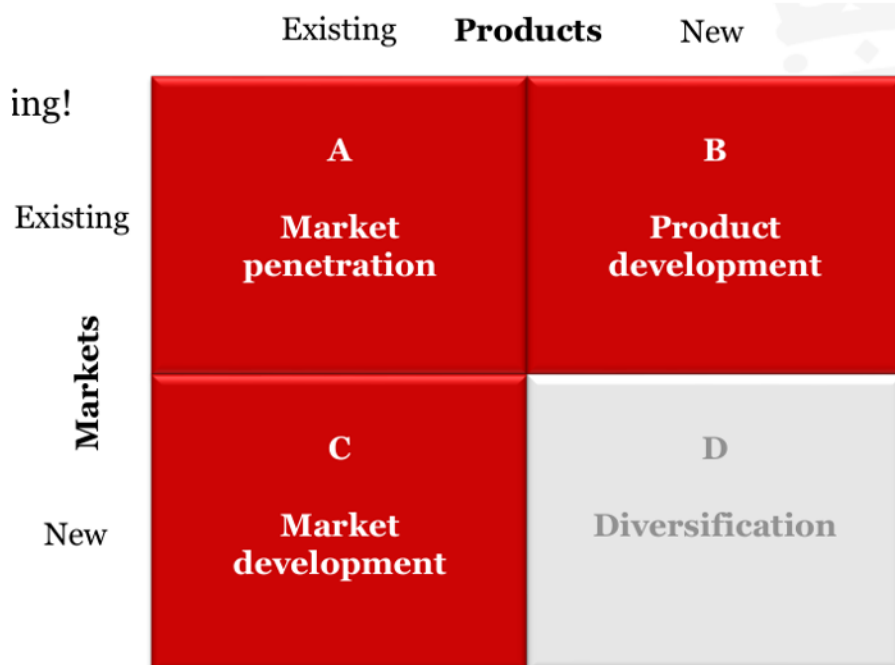 Existing Products New
ing!
A
B
Existing
Market
penetration
Product
development
Markets
C
D
New
Market
development
Diversification